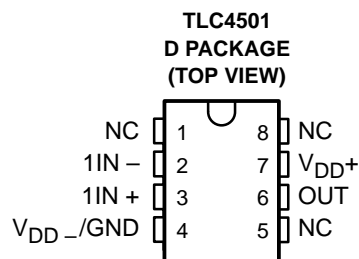 TLC4501
D PACKAGE
(TOP VIEW)
NC 1 8 NC
1IN − 2 7 VDD+
1IN + 3 6 OUT
VDD −/GND 4 5 NC